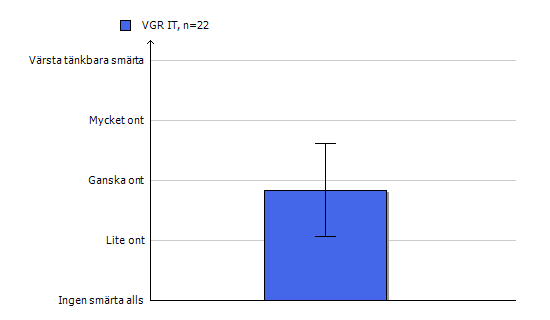 VGR IT, n=22
Värsta tänkbara smärta
Mycket ont
Ganska ont
Lite ont
Ingen smärta alls